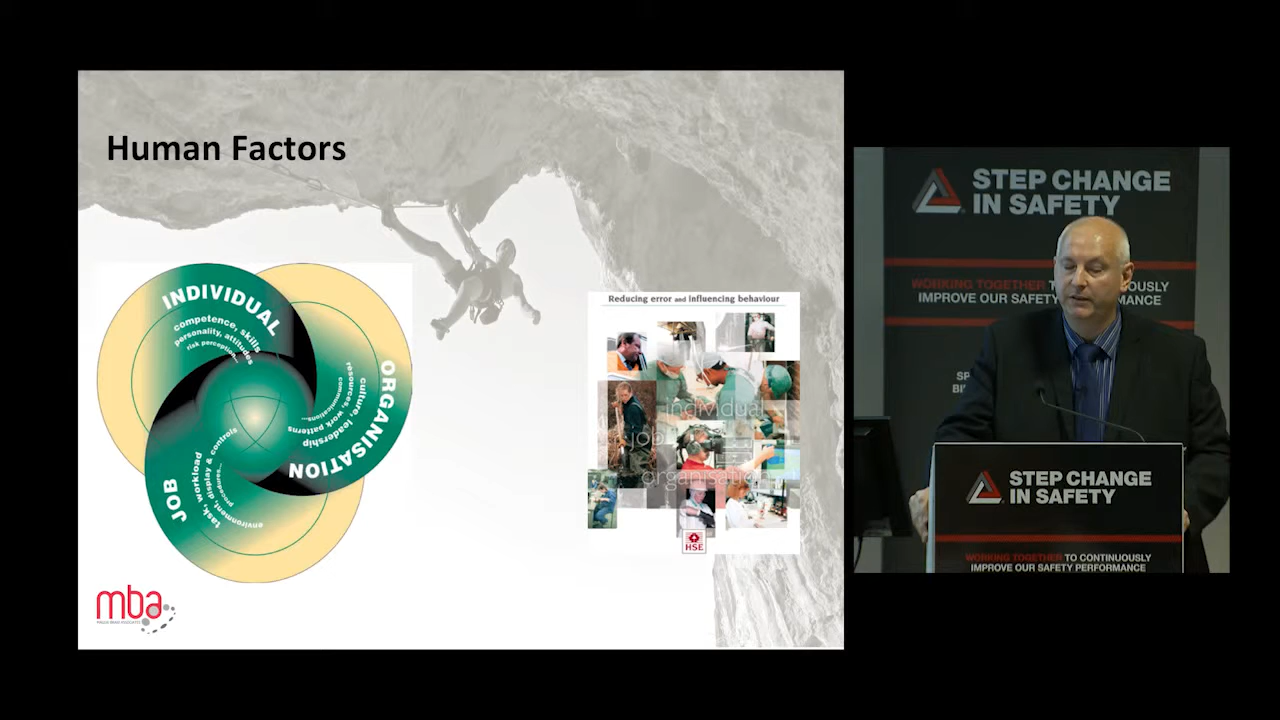 Human Factors
INDIVIDUAL
competence, skills
personality, attitudes
risk perception...
ORGANISATION
culture, leadership
resources, work patterns
communications...
JOB
task, workload
display & controls
environment,
procedures...
mba
Reducing error and influencing behaviour
individual
job
organisation
HSE
STEP CHANGE
IN SAFETY
WORKING TOGETHER TO CONTINUOUSLY
IMPROVE OUR SAFETY PERFORMANCE
STEP CHANGE
IN SAFETY
WORKING TOGETHER TO CONTINUOUSLY
IMPROVE OUR SAFETY PERFORMANCE